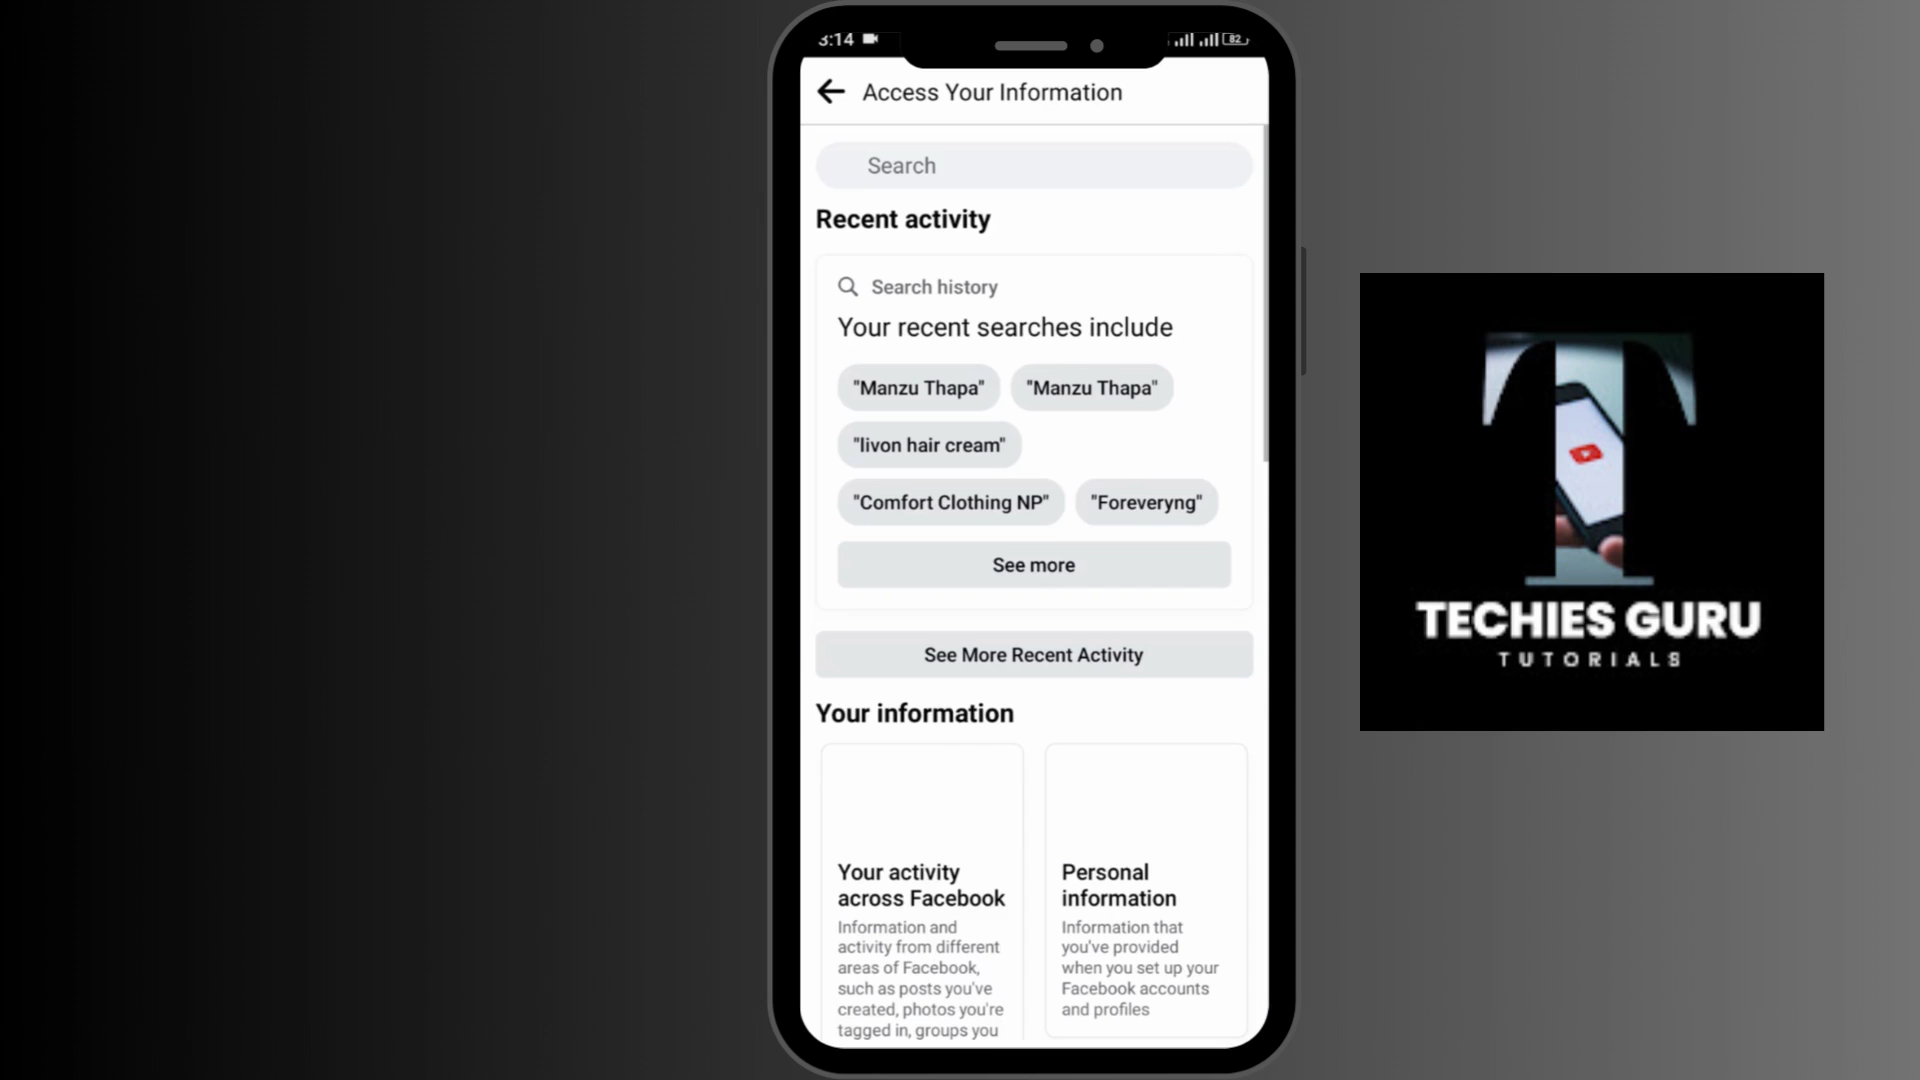 3:14
82
Access Your Information
Search
Recent activity
Search history
Your recent searches include
"Manzu Thapa" "Manzu Thapa"
"livon hair cream"
"Comfort Clothing NP" "Foreveryng"
See more
See More Recent Activity
Your information
Your activity
across Facebook
Information and
activity from different
areas of Facebook,
such as posts you've
created, photos you're
tagged in, groups you
Personal
information
Information that
you've provided
when you set up your
Facebook accounts
and profiles
T
TECHIES GURU
TUTORIALS